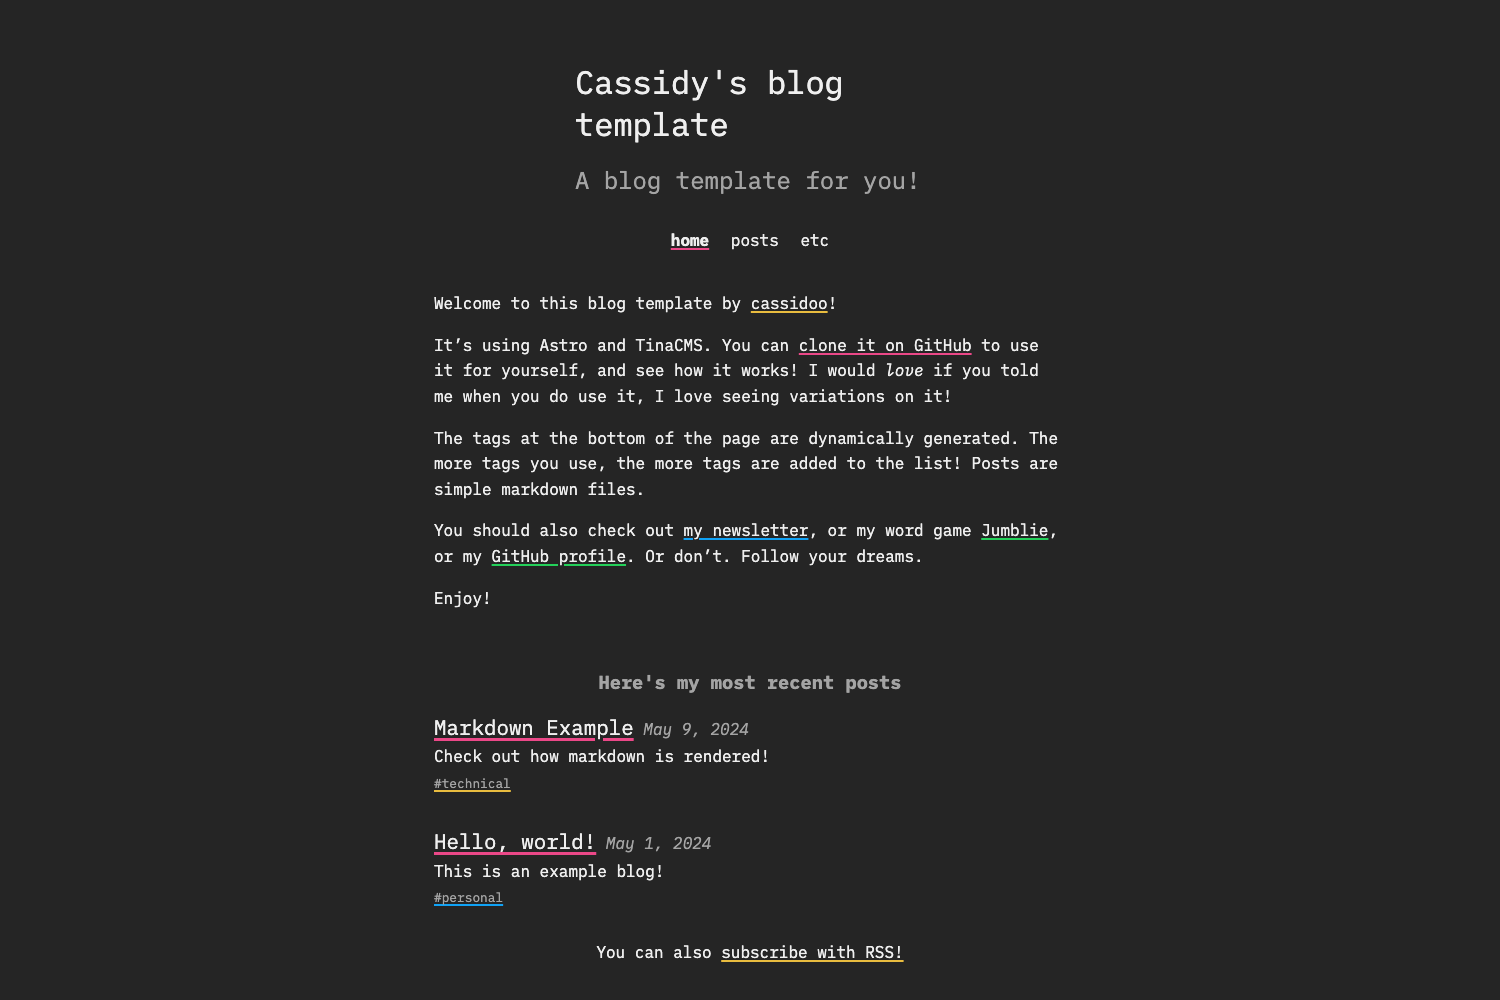 Cassidy's blog
template
A blog template for you!
home posts etc
Welcome to this blog template by cassidoo!
It’s using Astro and TinaCMS. You can clone it on GitHub to use
it for yourself, and see how it works! I would love if you told
me when you do use it, I love seeing variations on it!
The tags at the bottom of the page are dynamically generated. The
more tags you use, the more tags are added to the list! Posts are
simple markdown files.
You should also check out my newsletter, or my word game Jumblie,
or my GitHub profile. Or don’t. Follow your dreams.
Enjoy!
Here's my most recent posts
Markdown Example May 9, 2024
Check out how markdown is rendered!
#technical
Hello, world! May 1, 2024
This is an example blog!
#personal
You can also subscribe with RSS!